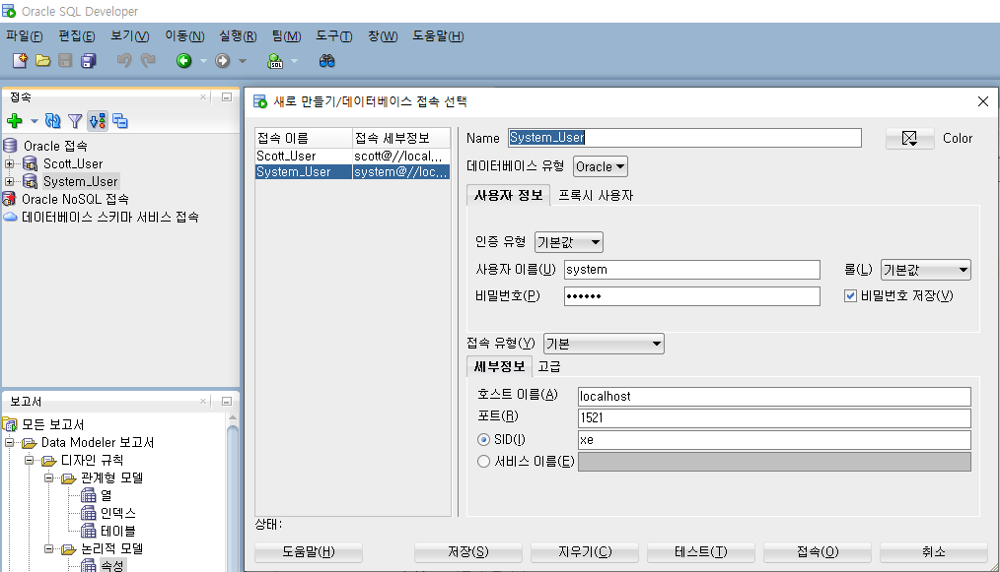 Oracle SQL Developer
파일(F) 편집(E) 보기(V) 이동(N) 실행(R) 팀(M) 도구(T) 창(W) 도움말(H)
SQL
접속
Oracle 접속
Scott_User
System_User
Oracle NoSQL 접속
데이터베이스 스키마 서비스 접속
보고서
모든 보고서
Data Modeler 보고서
디자인 규칙
관계형 모델
열
인덱스
테이블
논리적 모델
속성
새로 만들기/데이터베이스 접속 선택
접속 이름 접속 세부정보
Scott_User scott@//local...
System_User system@//loc...
Name System_User Color
데이터베이스 유형 Oracle
사용자 정보 프록시 사용자
인증 유형 기본값
사용자 이름(U) system 롤(L) 기본값
비밀번호(P) •••••• 비밀번호 저장(V)
접속 유형(Y) 기본
세부정보 고급
호스트 이름(A) localhost
포트(R) 1521
SID(I) xe
서비스 이름(E)
상태:
도움말(H) 저장(S) 지우기(C) 테스트(T) 접속(O) 취소